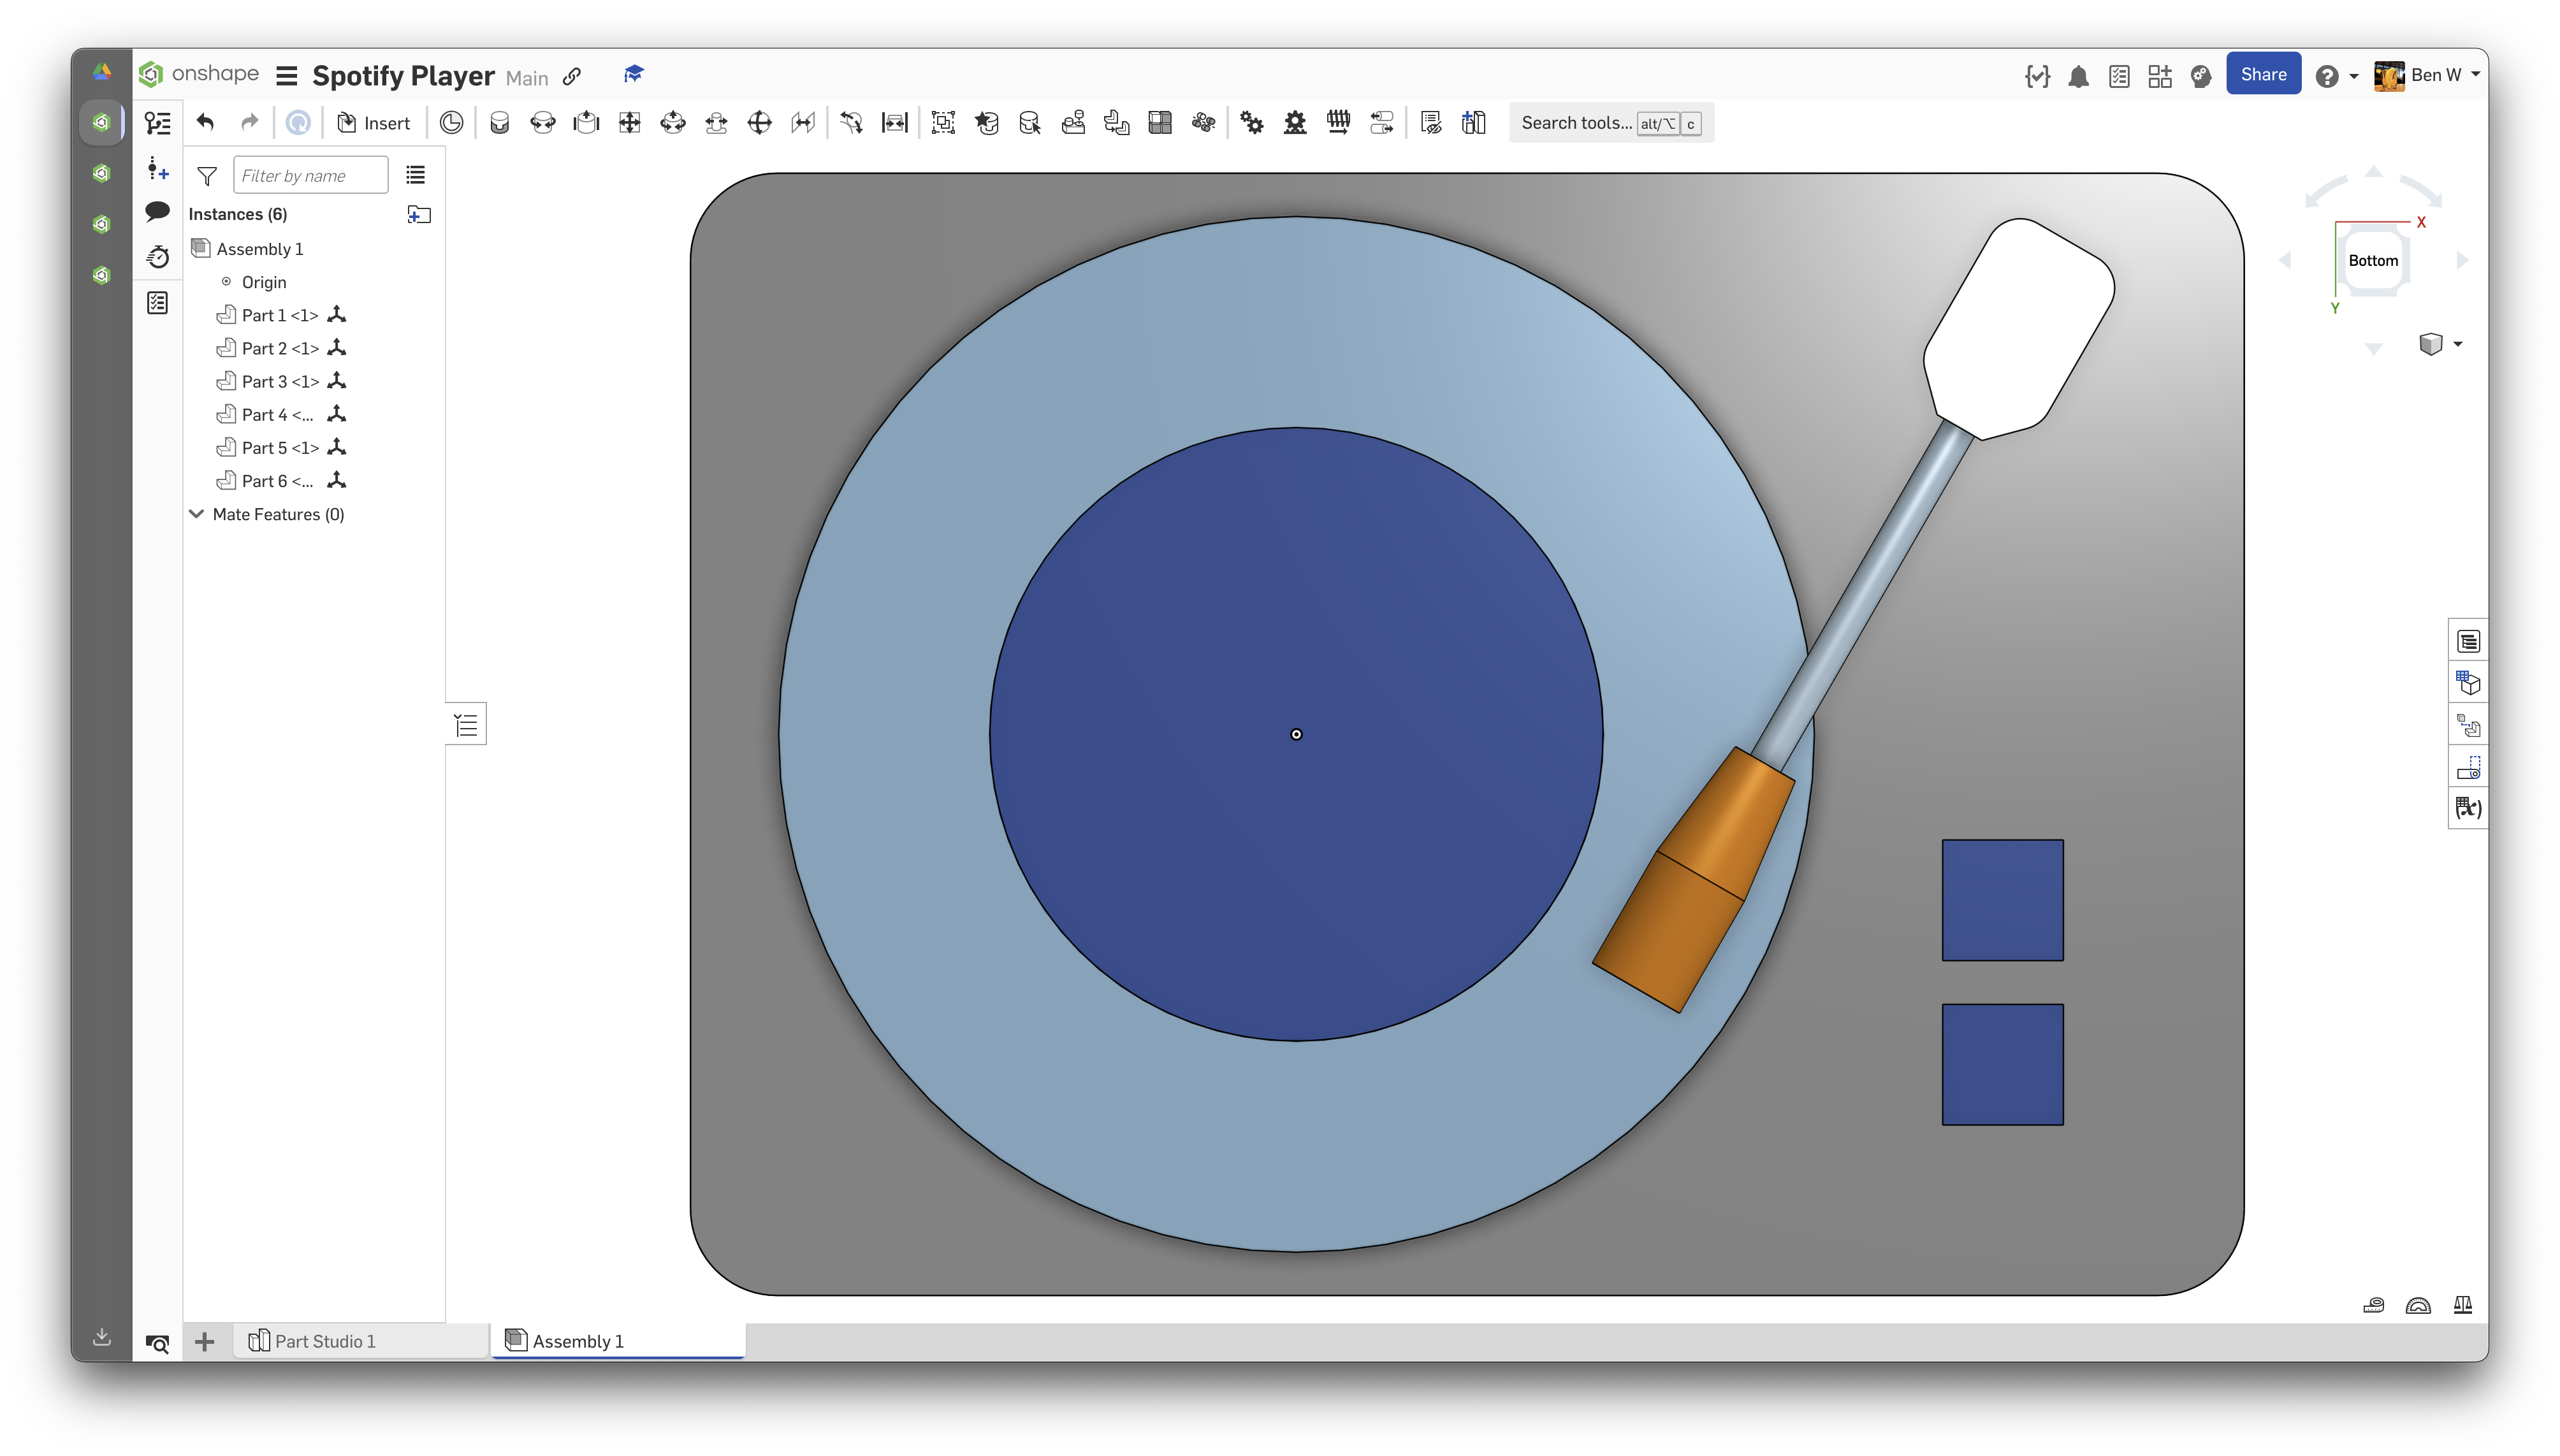 onshape Spotify Player Main Share Ben W
Insert Search tools... alt/⌥ c
Filter by name
Instances (6)
Assembly 1
Origin
Part 1 <1>
Part 2 <1>
Part 3 <1>
Part 4 <...
Part 5 <1>
Part 6 <...
Mate Features (0)
X
Bottom
Y
(x)
Part Studio 1 Assembly 1